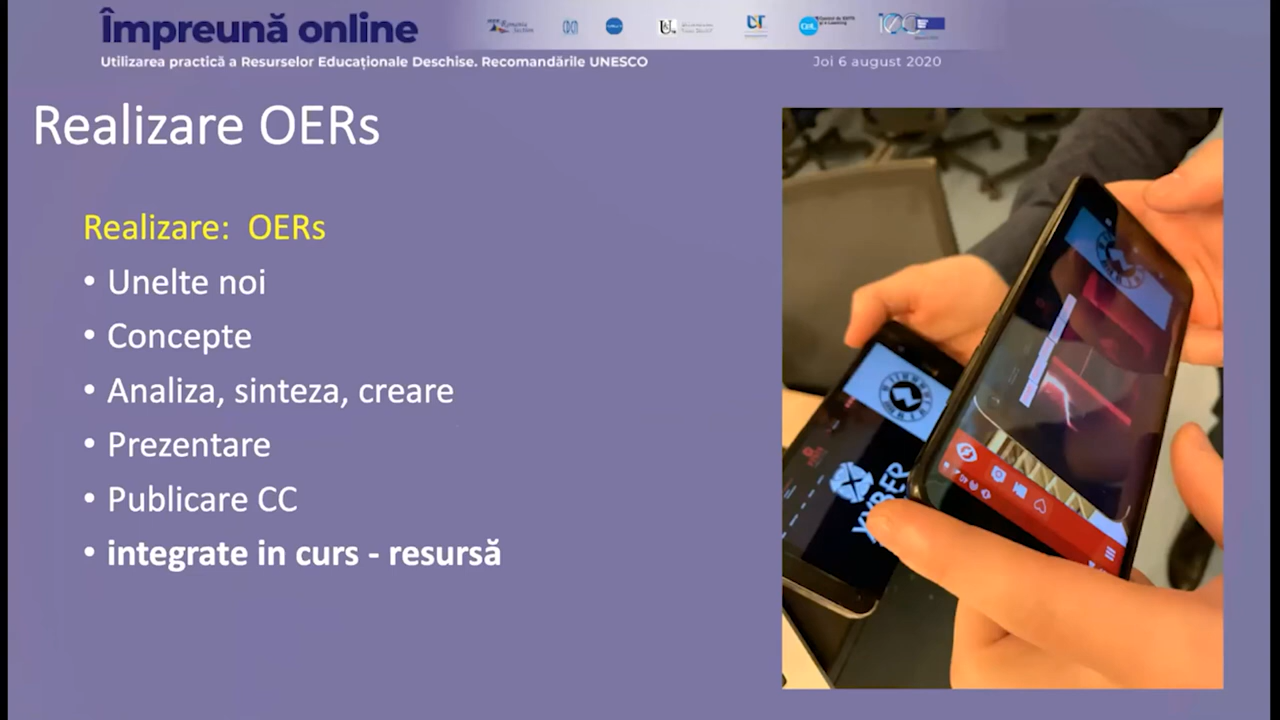 Împreună online
Utilizarea practică a Resurselor Educaționale Deschise. Recomandările UNESCO
Joi 6 august 2020
Realizare OERs
Realizare: OERs
• Unelte noi
• Concepte
• Analiza, sinteza, creare
• Prezentare
• Publicare CC
• integrate in curs - resursă